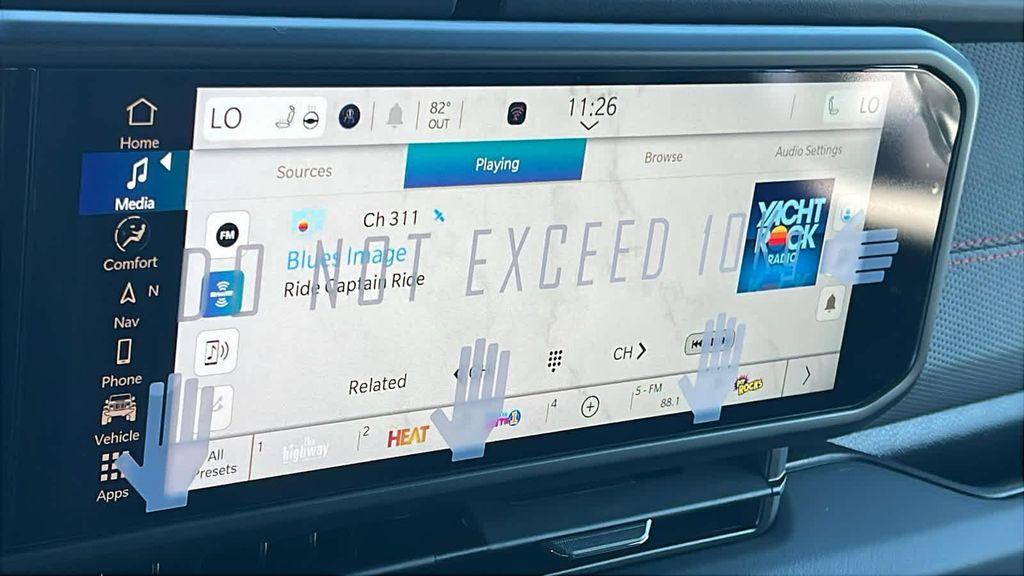 LO
82°
OUT
11:26
LO
Home
Media
Comfort
N
Nav
Phone
Vehicle
Apps
Sources
Playing
Browse
Audio Settings
FM
Ch 311
Blues Image
Ride Captain Ride
DO NOT EXCEED 10
YACHT
ROCK
RADIO
CH
Related
All
Presets
1
the
highway
2
HEAT
4
5 - FM
88.1
ROCKS